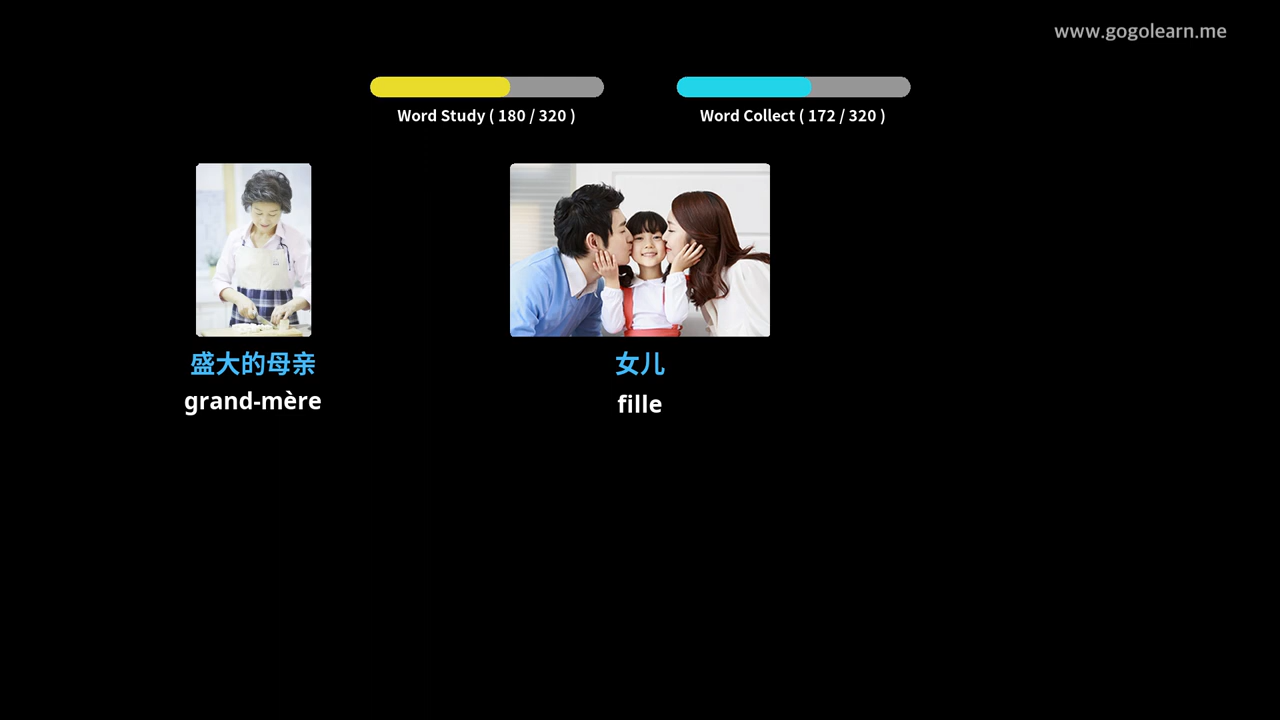 www.gogolearn.me
Word Study ( 180 / 320 )
Word Collect ( 172 / 320 )
盛大的母亲
grand-mère
女儿
fille